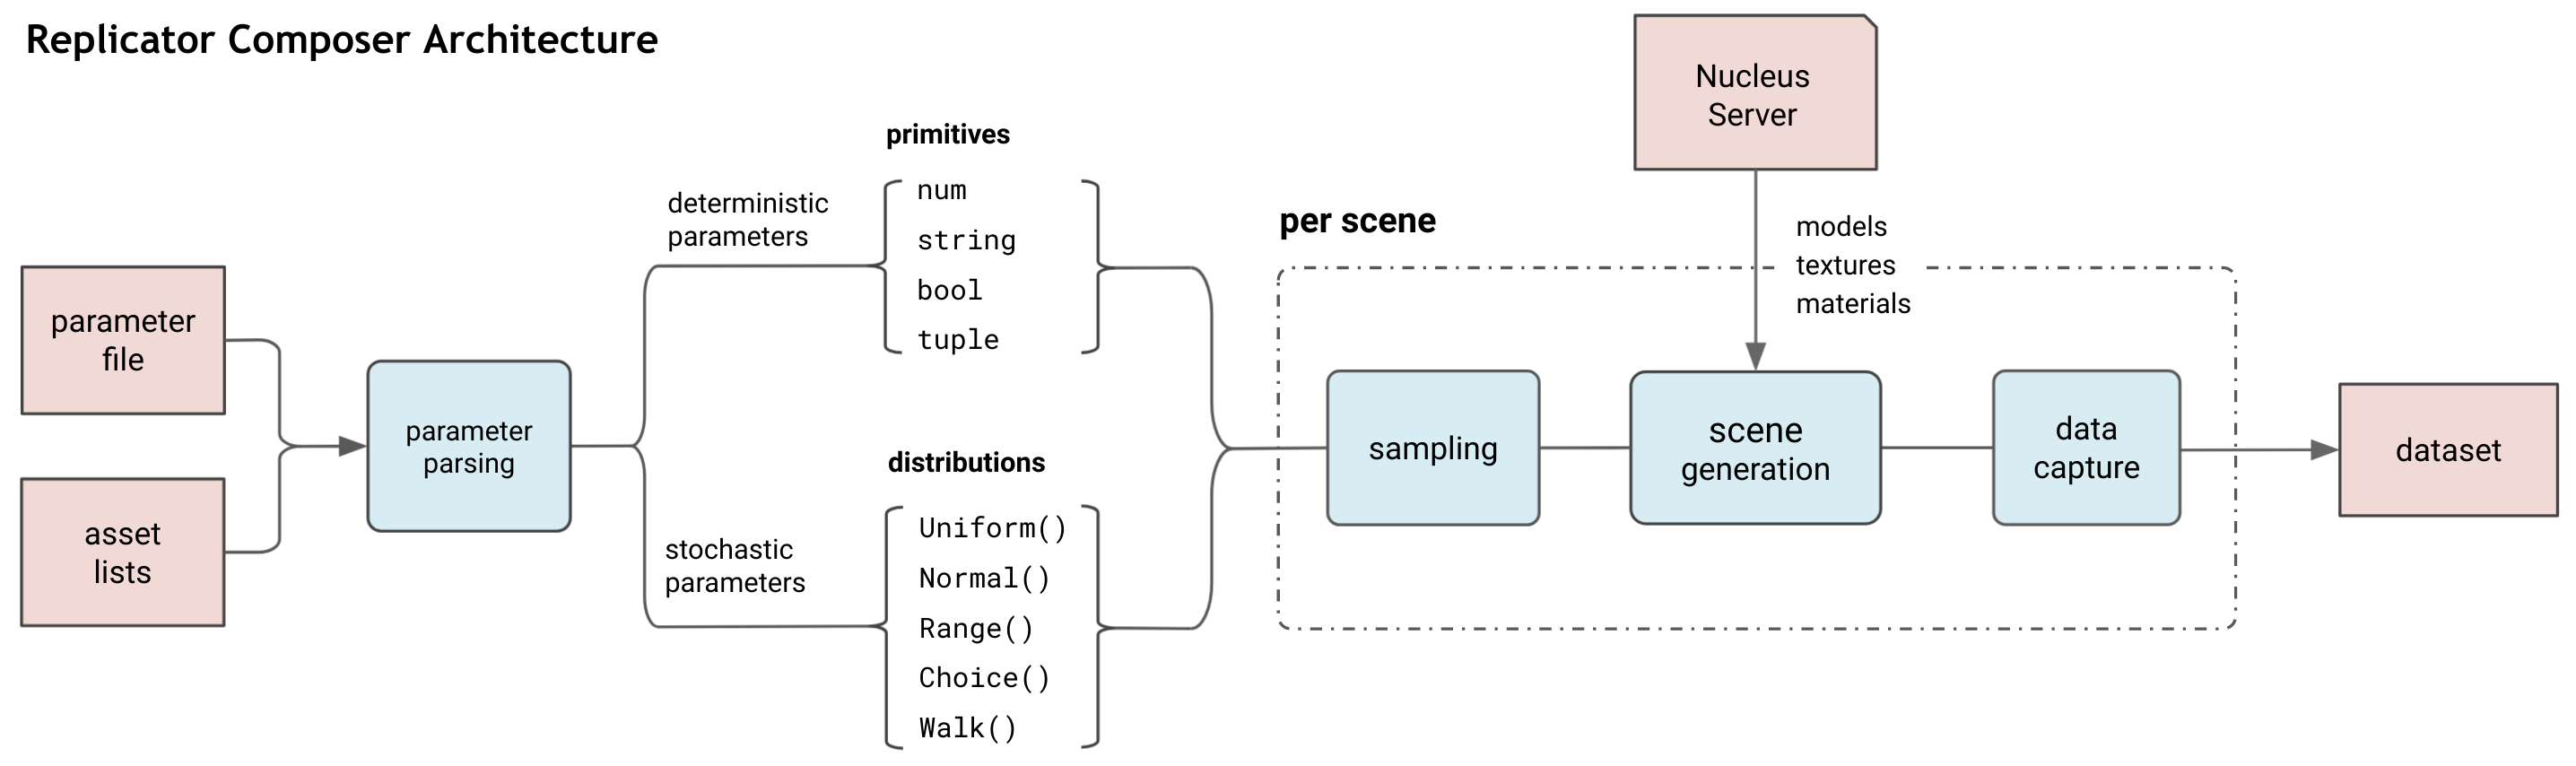 Replicator Composer Architecture
parameter
file
asset
lists
parameter
parsing
deterministic
parameters
stochastic
parameters
primitives
num
string
bool
tuple
distributions
Uniform()
Normal()
Range()
Choice()
Walk()
per scene
sampling
Nucleus
Server
models
textures
materials
scene
generation
data
capture
dataset